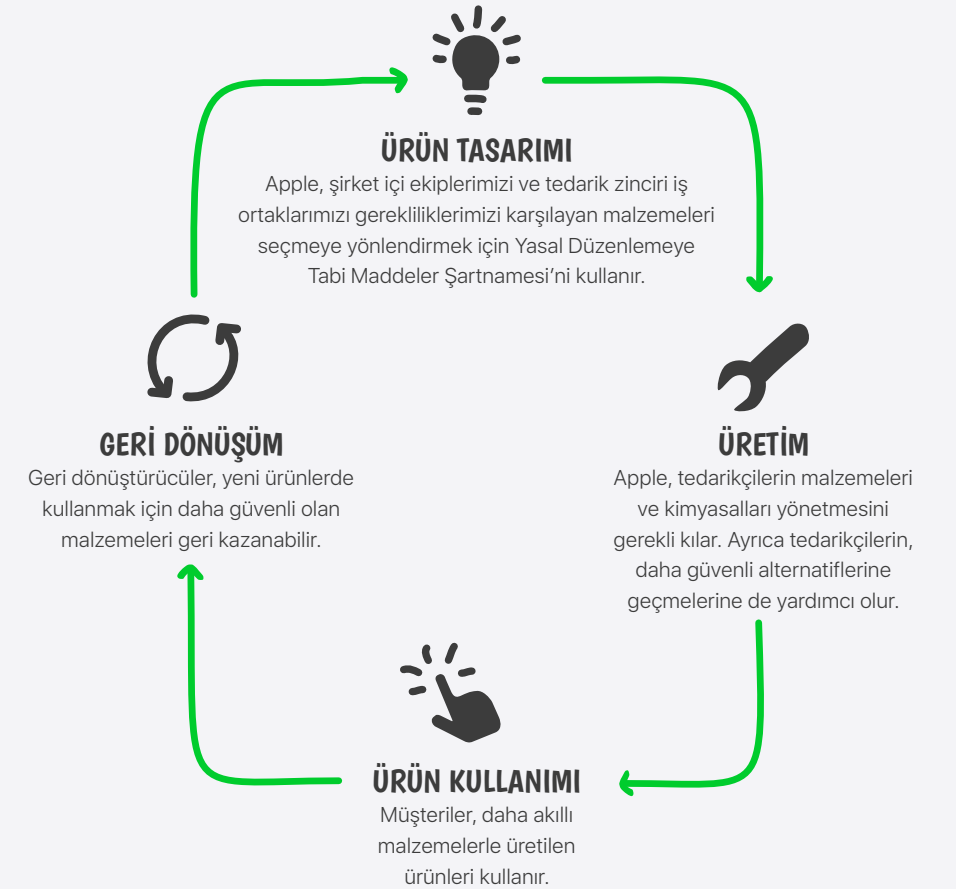 ÜRÜN TASARIMI
Apple, şirket içi ekiplerimizi ve tedarik zinciri iş
ortaklarımızı gerekliliklerimizi karşılayan malzemeleri
seçmeye yönlendirmek için Yasal Düzenlemeye
Tabi Maddeler Şartnamesi’ni kullanır.
ÜRETİM
Apple, tedarikçilerin malzemeleri
ve kimyasalları yönetmesini
gerekli kılar. Ayrıca tedarikçilerin,
daha güvenli alternatiflerine
geçmelerine de yardımcı olur.
ÜRÜN KULLANIMI
Müşteriler, daha akıllı
malzemelerle üretilen
ürünleri kullanır.
GERİ DÖNÜŞÜM
Geri dönüştürücüler, yeni ürünlerde
kullanmak için daha güvenli olan
malzemeleri geri kazanabilir.